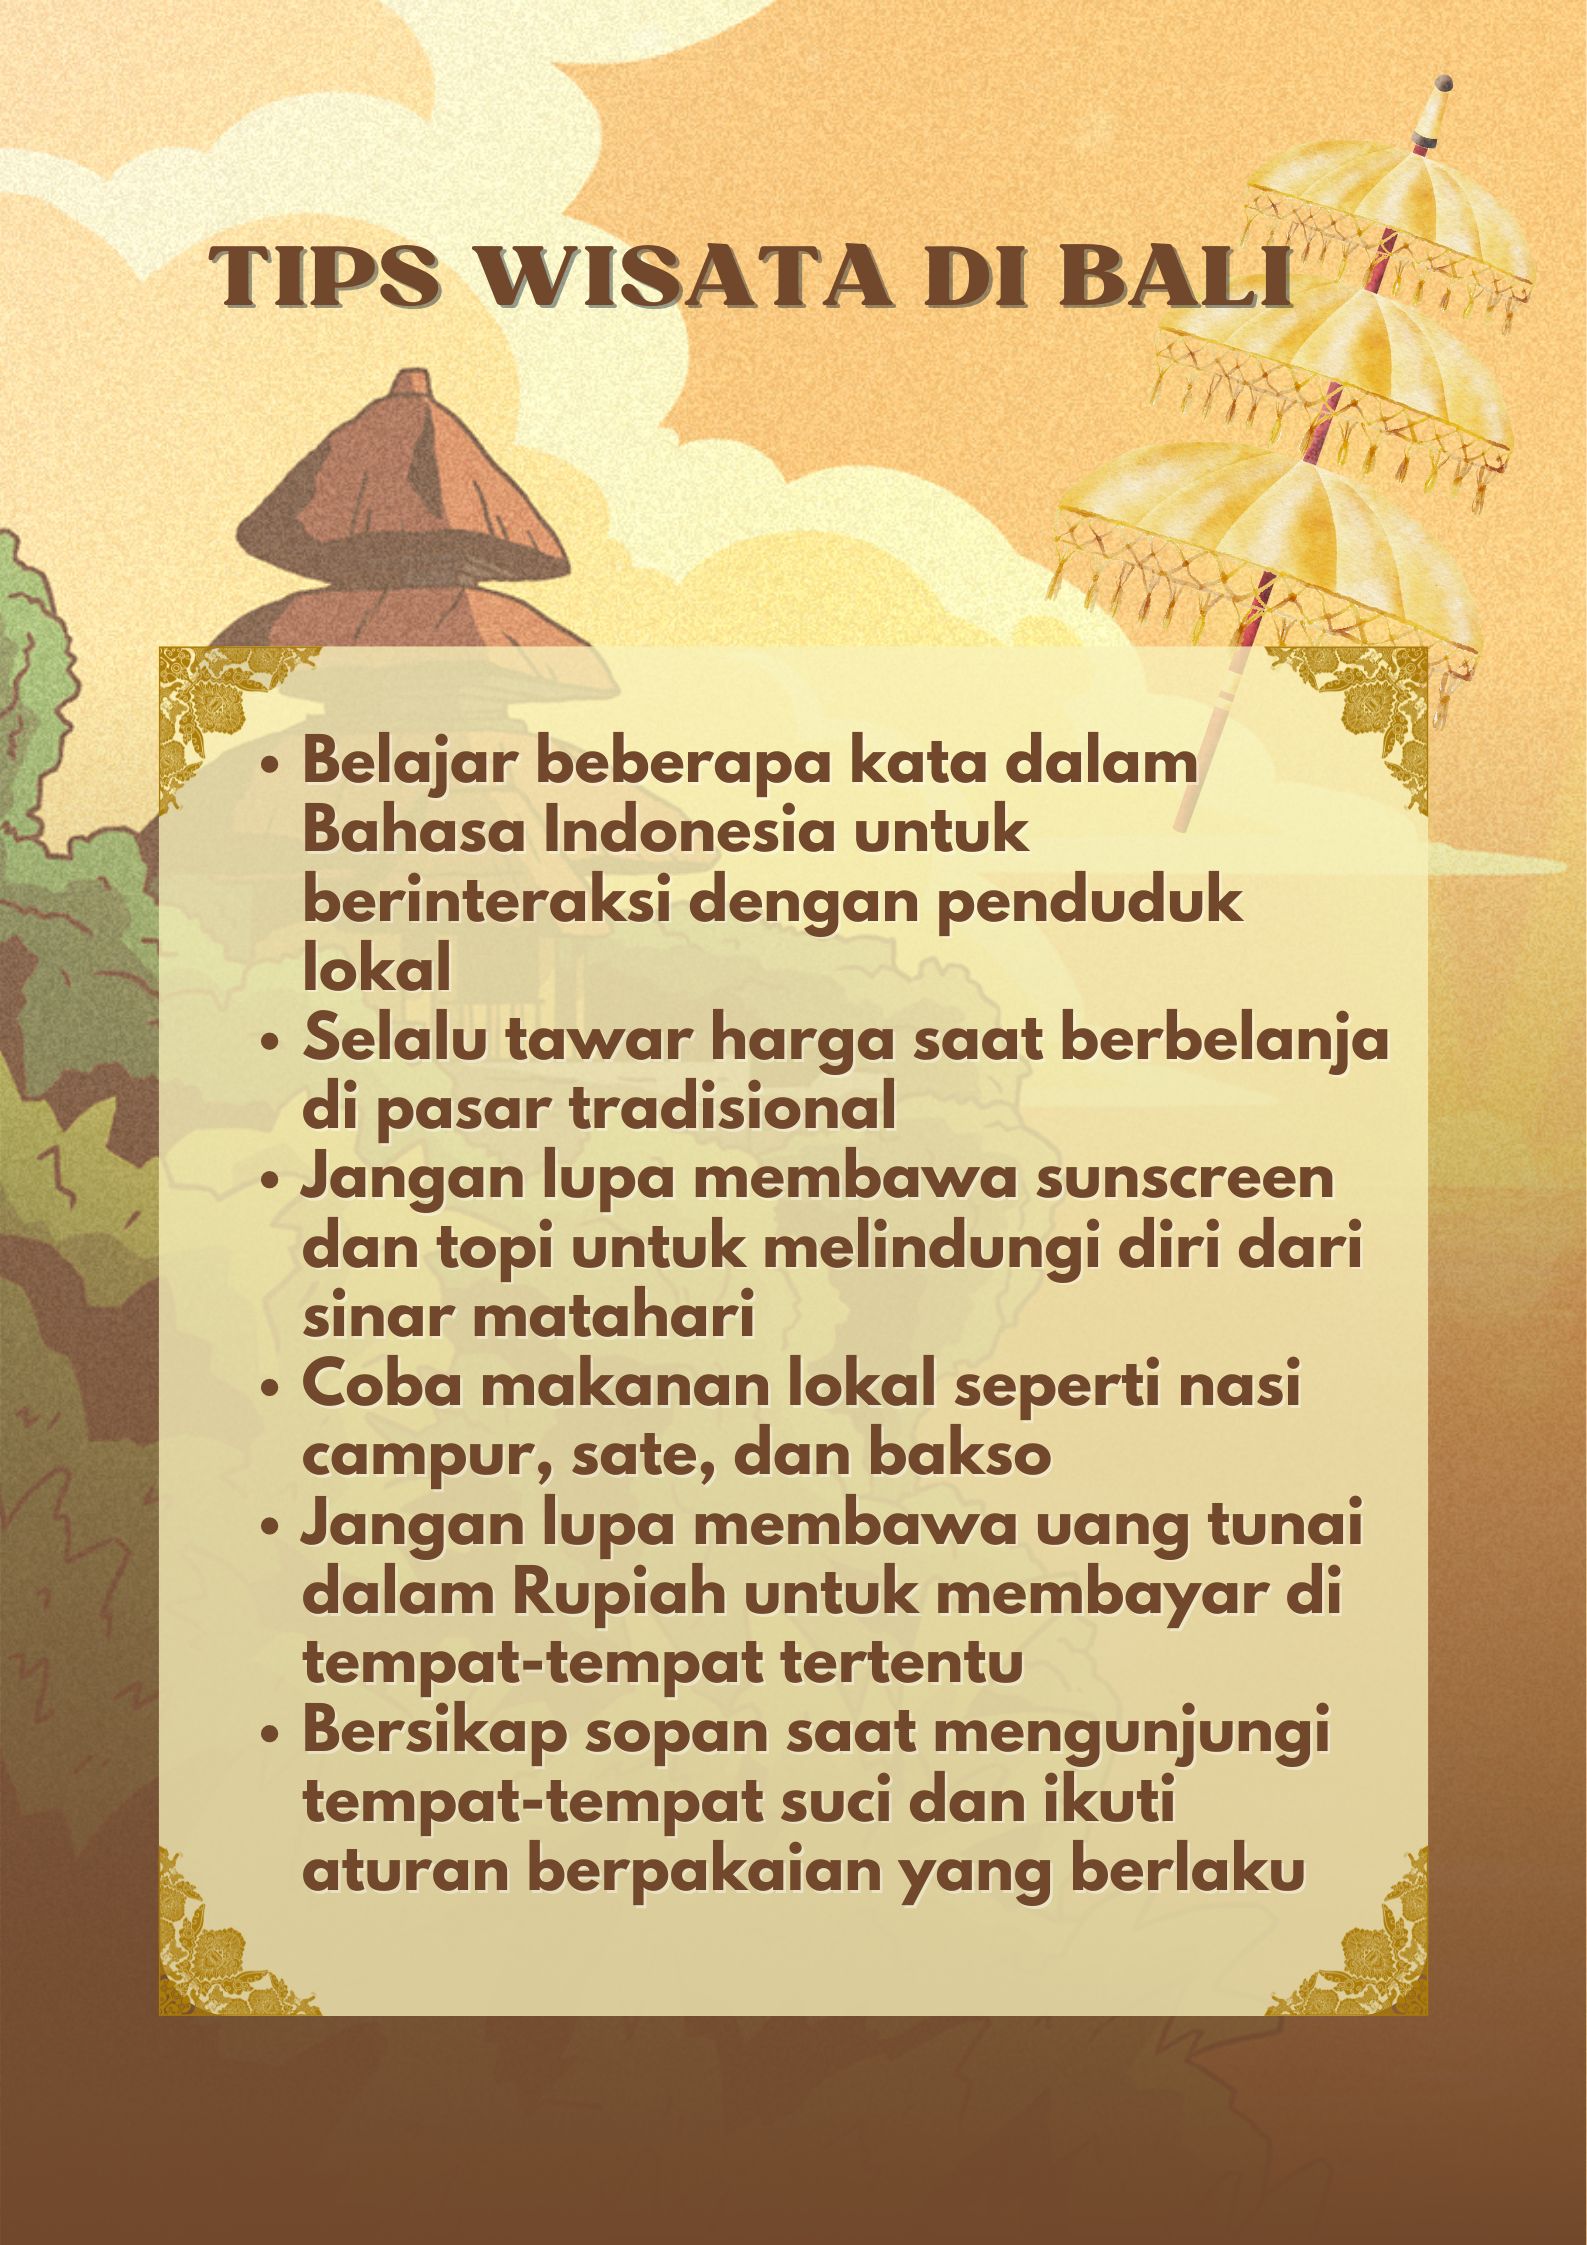 TIPS WISATA DI BALI
• Belajar beberapa kata dalam
Bahasa Indonesia untuk
berinteraksi dengan penduduk
lokal
• Selalu tawar harga saat berbelanja
di pasar tradisional
• Jangan lupa membawa sunscreen
dan topi untuk melindungi diri dari
sinar matahari
• Coba makanan lokal seperti nasi
campur, sate, dan bakso
• Jangan lupa membawa uang tunai
dalam Rupiah untuk membayar di
tempat-tempat tertentu
• Bersikap sopan saat mengunjungi
tempat-tempat suci dan ikuti
aturan berpakaian yang berlaku